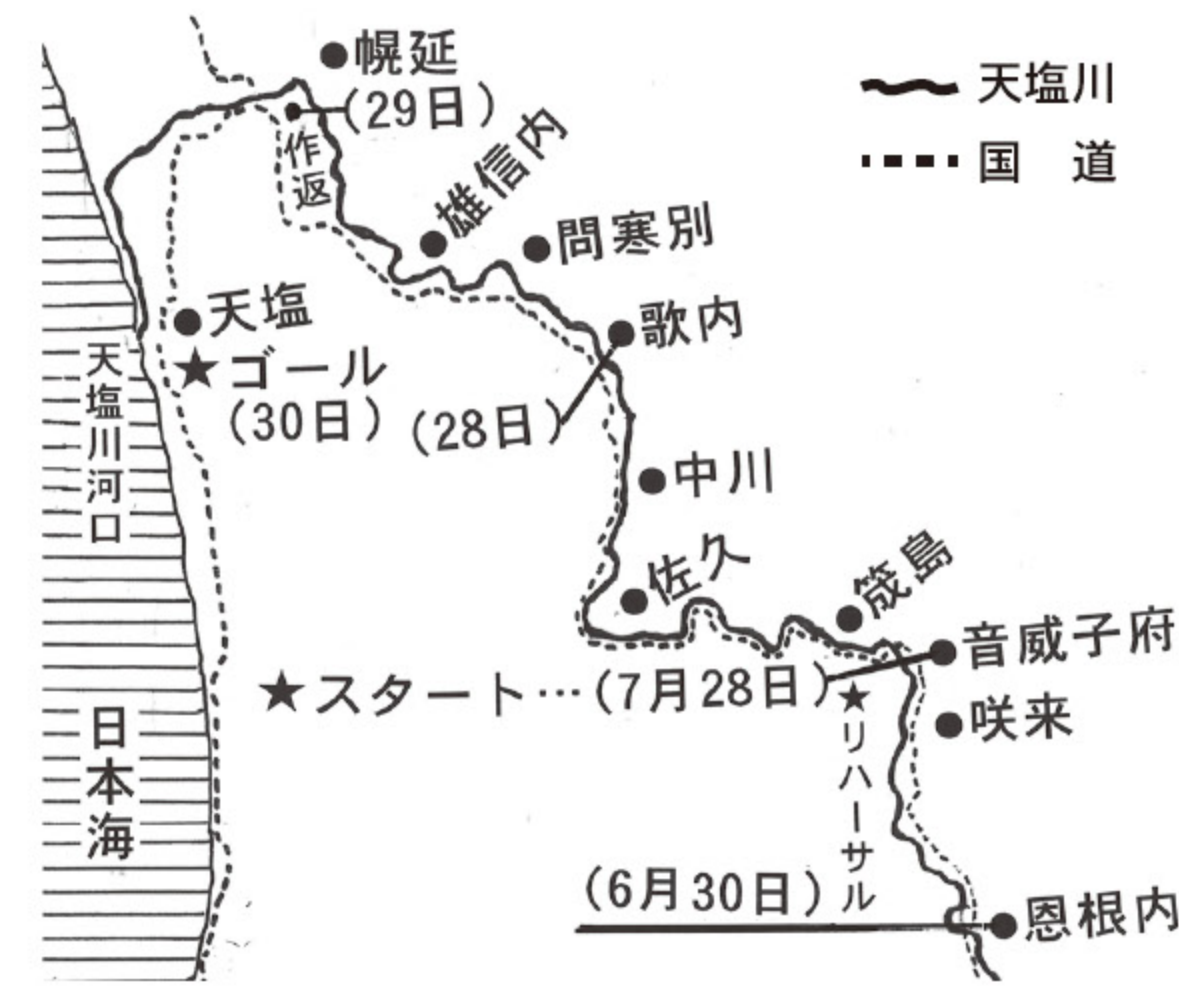 幌延
天塩川
(29日)
作返
国　道
雄信内
問寒別
天塩
歌内
★ゴール
(30日)
(28日)
天塩川河口
中川
佐久
筬島
音威子府
★スタート…(7月28日)
★リハーサル
咲来
日本海
(6月30日)
恩根内